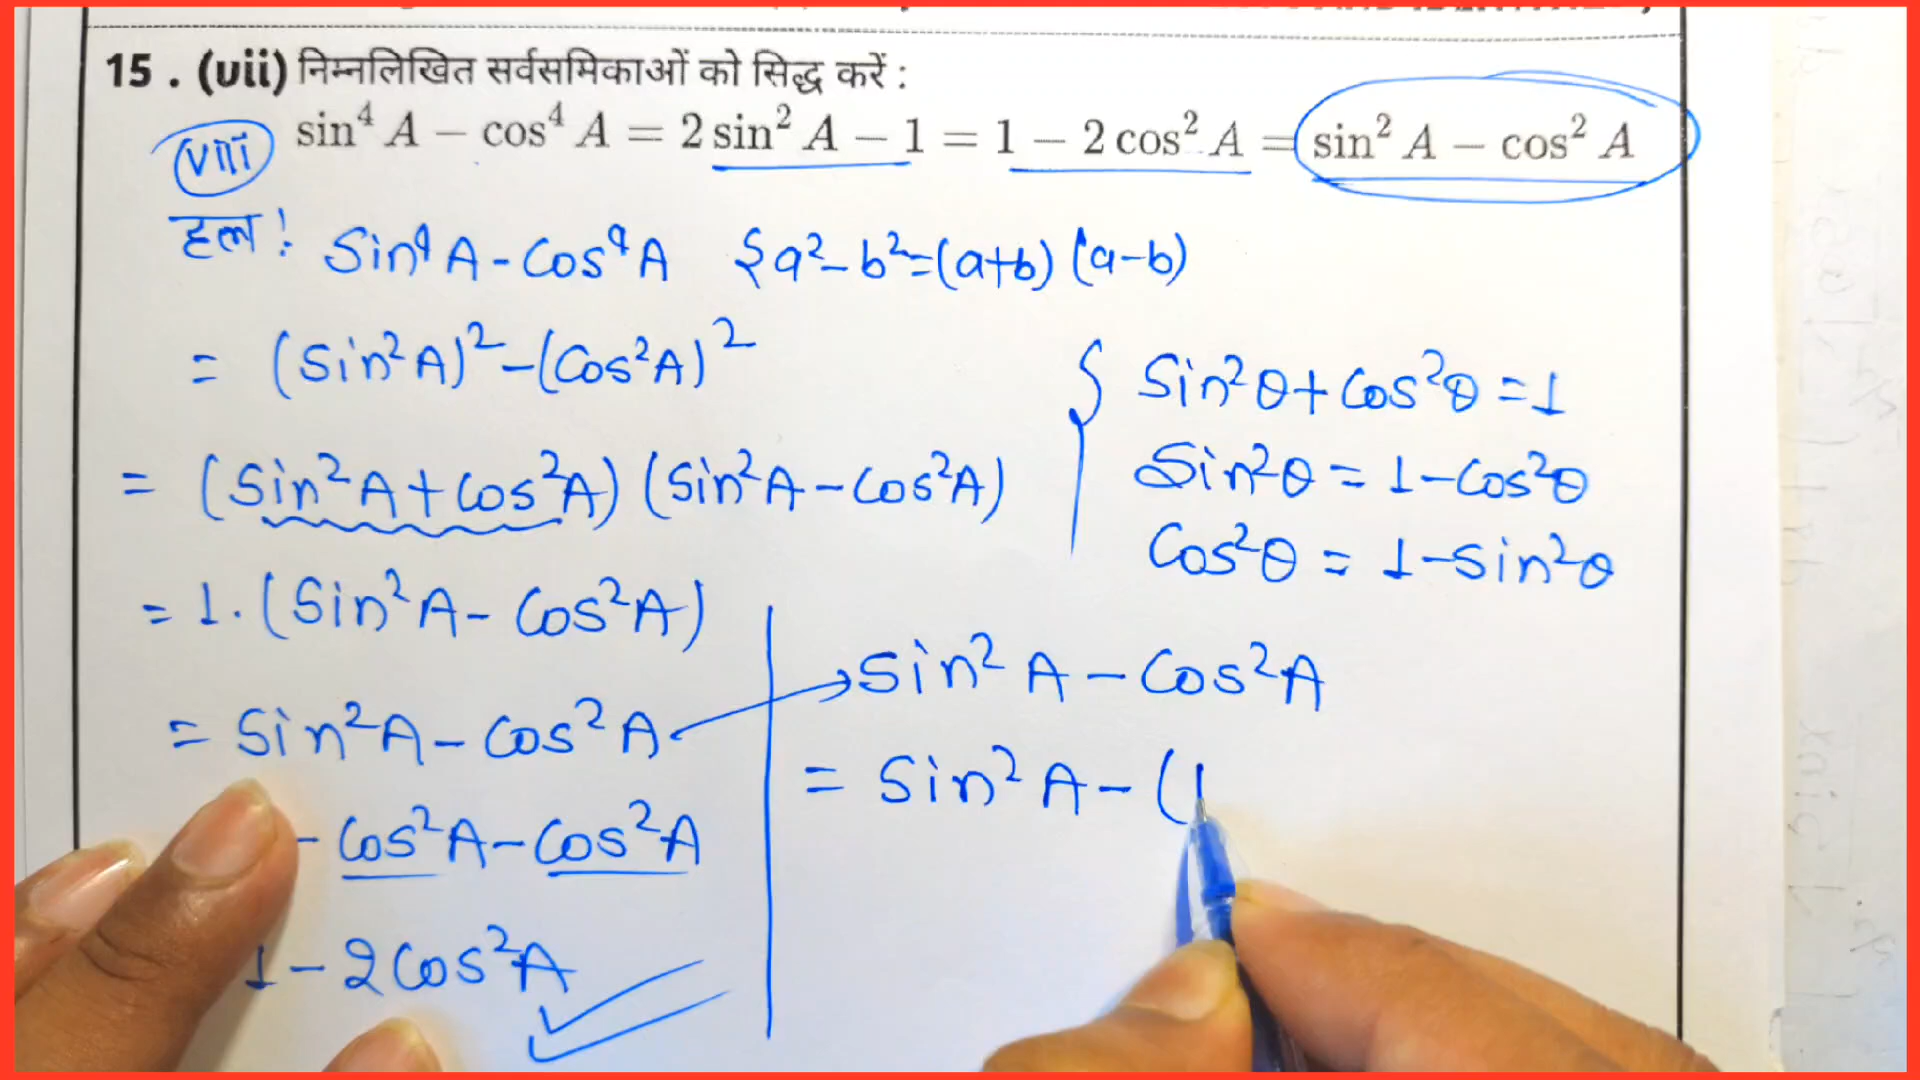 15 . (vii) निम्नलिखित सर्वसमिकाओं को सिद्ध करें :
sin⁴ A − cos⁴ A = 2 sin² A − 1 = 1 − 2 cos² A = sin² A − cos² A
viii
हल : Sin⁴A - Cos⁴A { a² - b² = (a+b) (a-b)
= (Sin²A)² - (Cos²A)²
{ Sin²θ + Cos²θ = 1
= (Sin²A + Cos²A) (Sin²A - Cos²A)
Sin²θ = 1 - Cos²θ
Cos²θ = 1 - Sin²θ
= 1 . (Sin²A - Cos²A)
= Sin²A - Cos²A
- Cos²A - Cos²A
1 - 2Cos²A
Sin²A - Cos²A
= Sin²A - (1